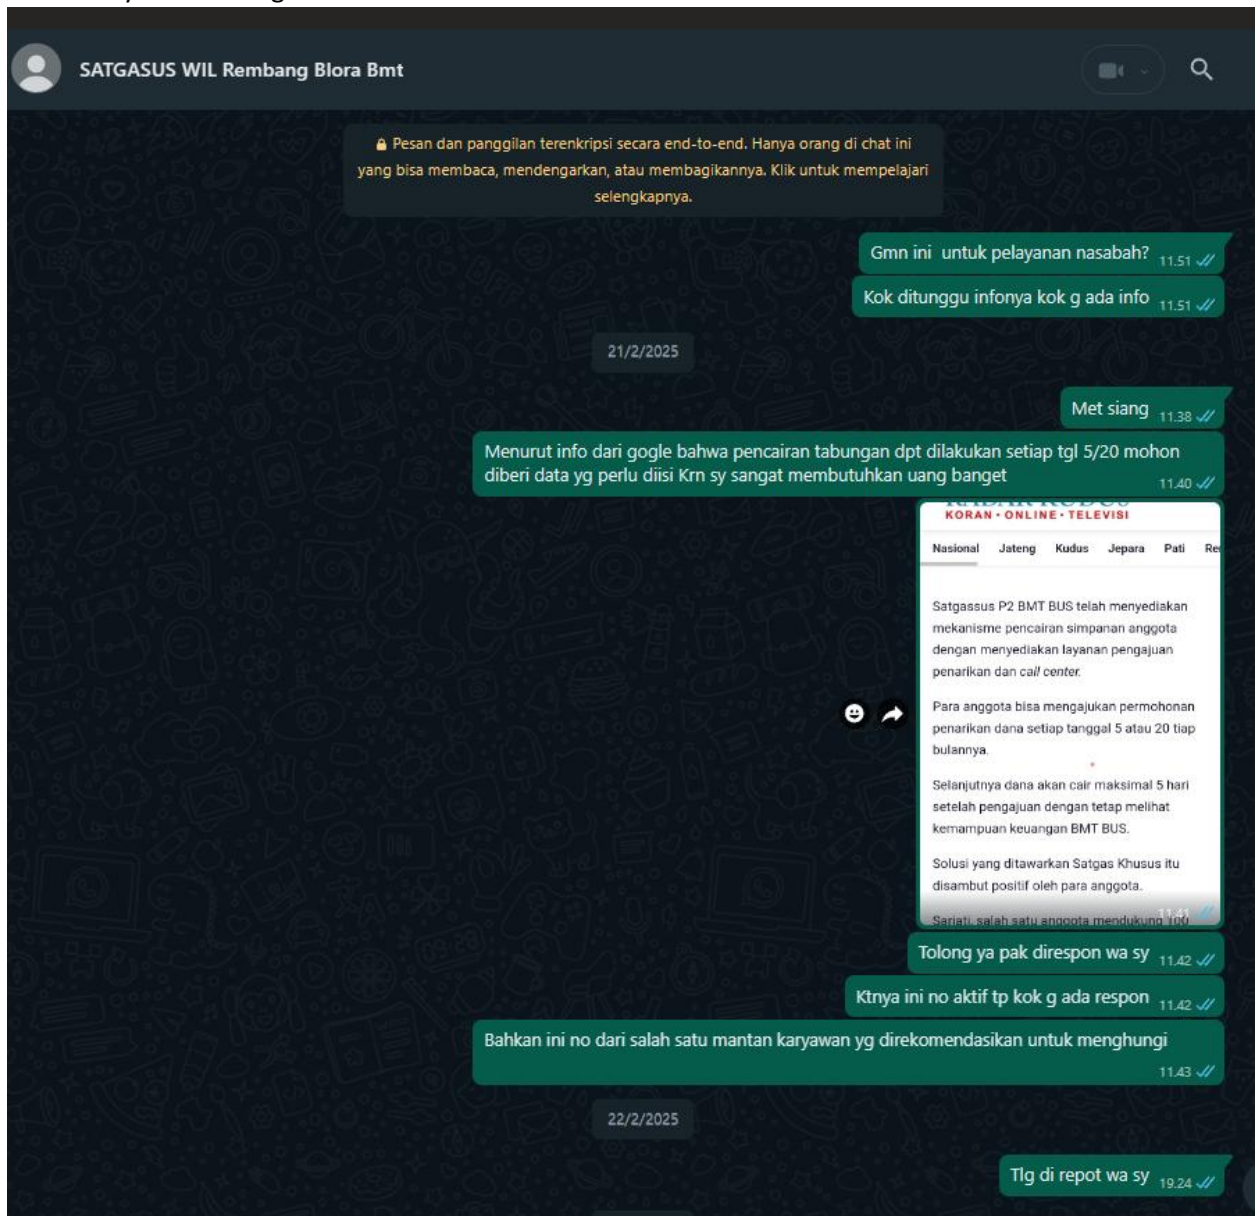 SATGASUS WIL Rembang Blora Bmt
Pesan dan panggilan terenkripsi secara end-to-end. Hanya orang di chat ini
yang bisa membaca, mendengarkan, atau membagikannya. Klik untuk mempelajari
selengkapnya.
Gmn ini untuk pelayanan nasabah? 11.51
Kok ditunggu infonya kok g ada info 11.51
21/2/2025
Met siang 11.38
Menurut info dari gogle bahwa pencairan tabungan dpt dilakukan setiap tgl 5/20 mohon
diberi data yg perlu diisi Krn sy sangat membutuhkan uang banget
11.40
KORAN • ONLINE • TELEVISI
Nasional Jateng Kudus Jepara Pati
Satgassus P2 BMT BUS telah menyediakan
mekanisme pencairan simpanan anggota
dengan menyediakan layanan pengajuan
penarikan dan call center.
Para anggota bisa mengajukan permohonan
penarikan dana setiap tanggal 5 atau 20 tiap
bulannya.
Selanjutnya dana akan cair maksimal 5 hari
setelah pengajuan dengan tetap melihat
kemampuan keuangan BMT BUS.
Solusi yang ditawarkan Satgas Khusus itu
disambut positif oleh para anggota.
Sariati, salah satu anggota mendukung 100
11.41
Tolong ya pak direspon wa sy 11.42
Ktnya ini no aktif tp kok g ada respon 11.42
Bahkan ini no dari salah satu mantan karyawan yg direkomendasikan untuk menghungi
11.43
22/2/2025
Tlg di repot wa sy 19.24